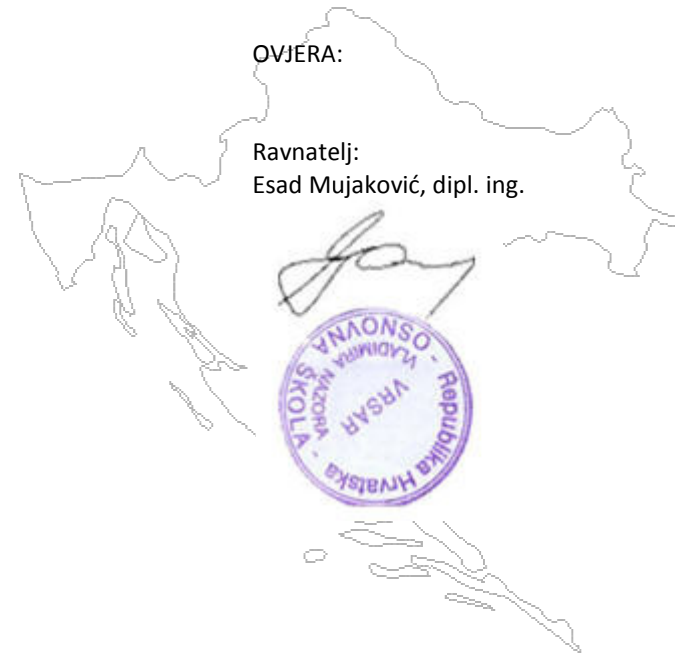 OVJERA:
Ravnatelj:
Esad Mujaković, dipl. ing.
Republika Hrvatska - OSNOVNA ŠKOLA -
VLADIMIRA NAZORA
VRSAR